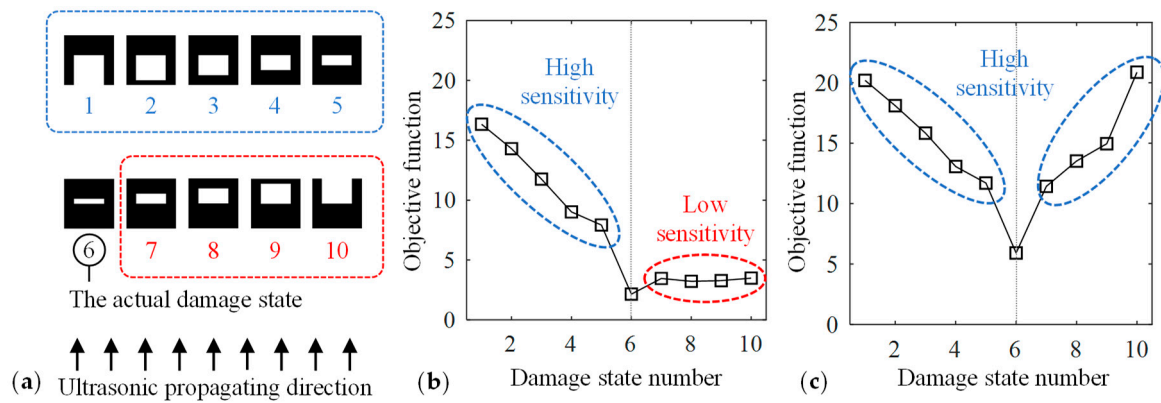 1 2 3 4 5
6 7 8 9 10
The actual damage state
Ultrasonic propagating direction
(a)
25
20
15
10
5
0
Objective function
High
sensitivity
Low
sensitivity
2 4 6 8 10
Damage state number
(b)
25
20
15
10
5
0
Objective function
High
sensitivity
2 4 6 8 10
Damage state number
(c)